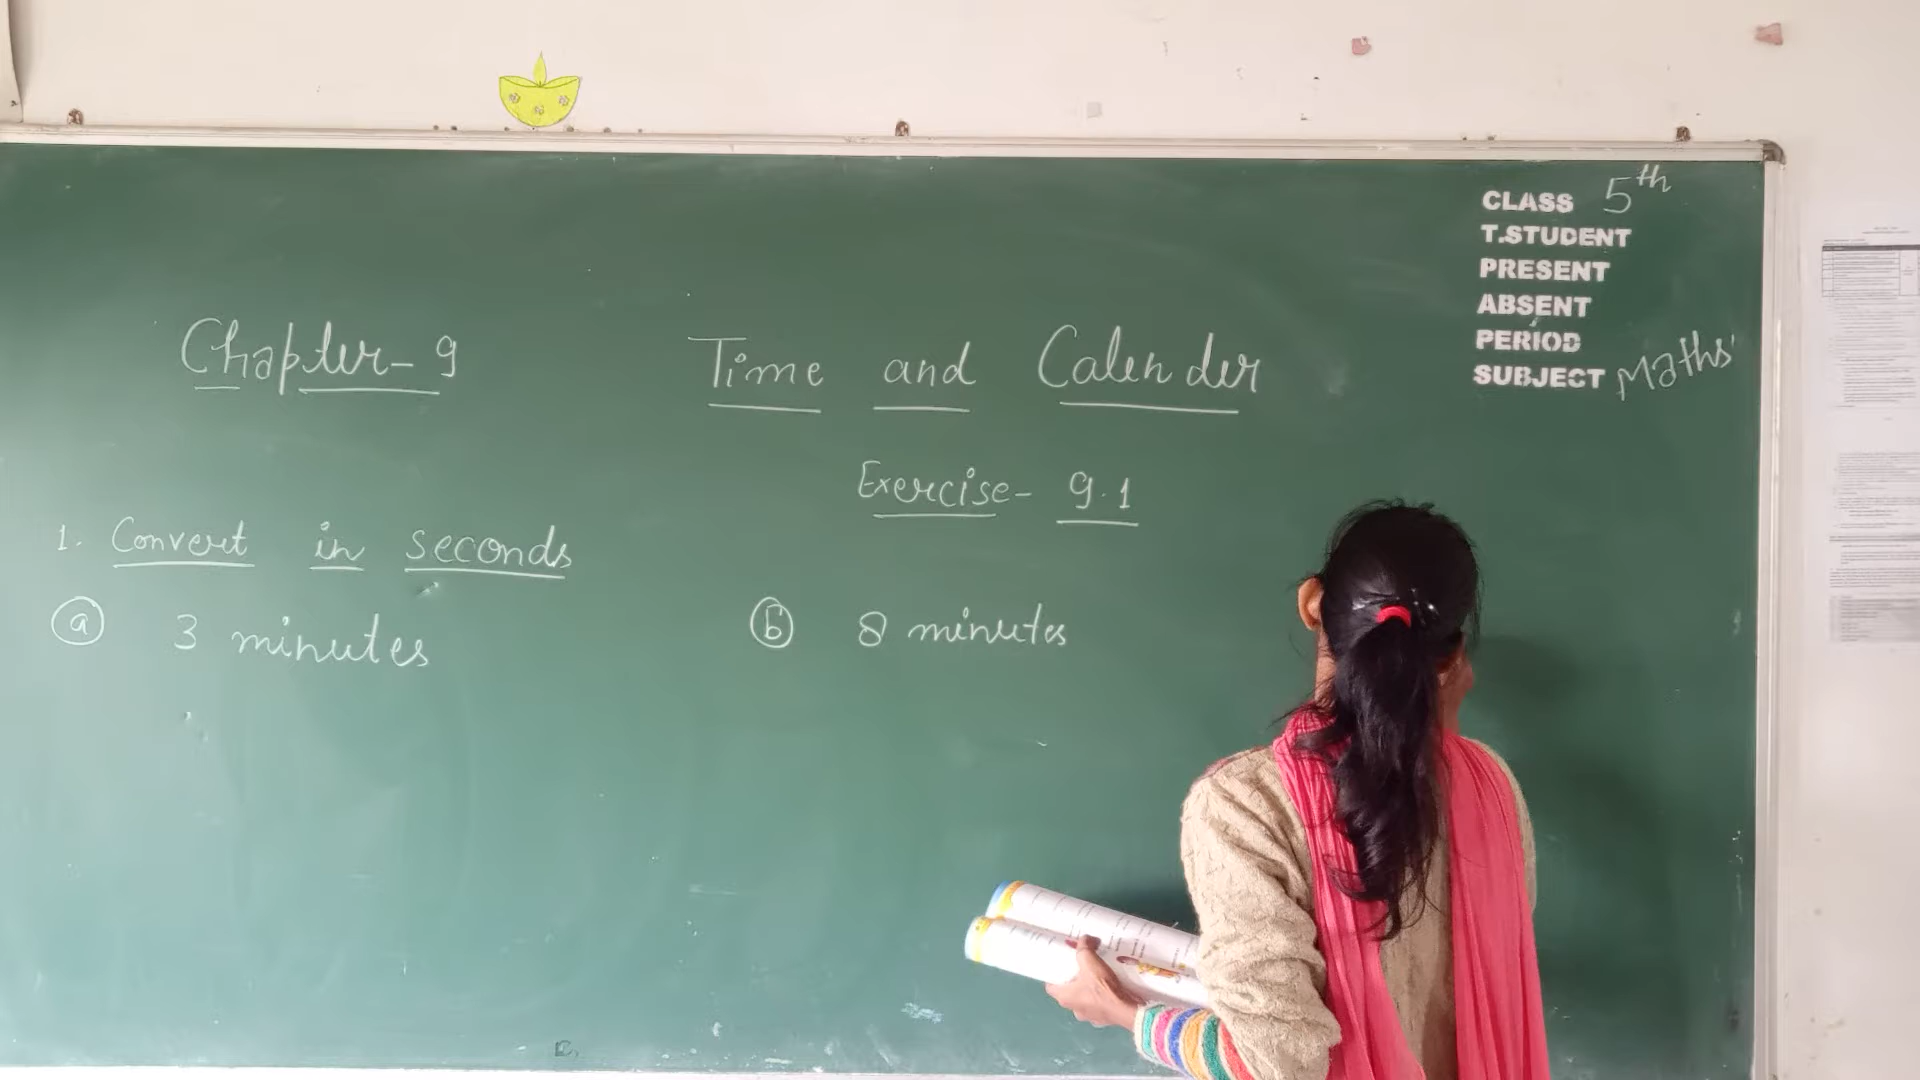 CLASS 5th
T.STUDENT
PRESENT
ABSENT
PERIOD
SUBJECT Maths
Chapter-9 Time and Calender
Exercise- 9.1
1. Convert in seconds
(a) 3 minutes (b) 8 minutes